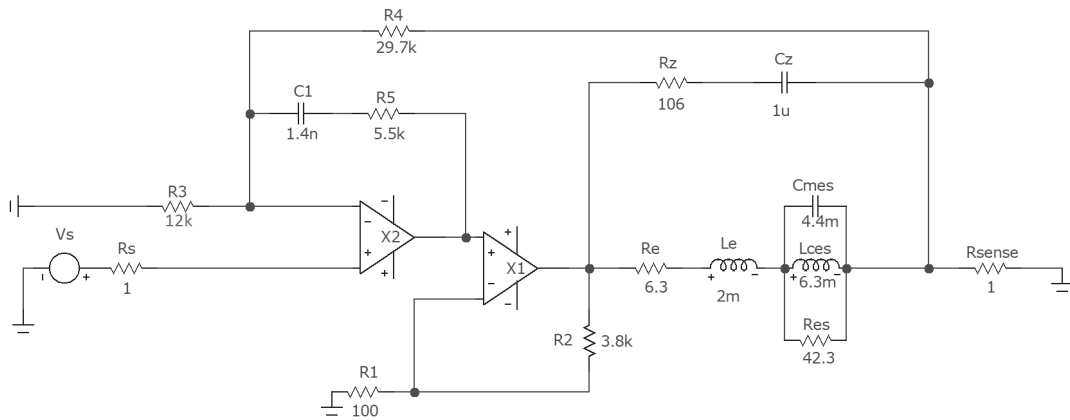 R4
29.7k
Rz
106
Cz
1u
C1
1.4n
R5
5.5k
R3
12k
Vs
Rs
1
X2
X1
Re
6.3
Le
2m
Cmes
4.4m
Lces
6.3m
Res
42.3
Rsense
1
R2
3.8k
R1
100